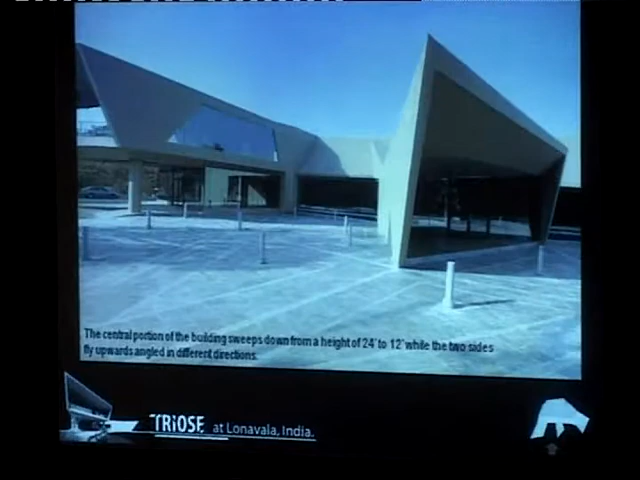 The central portion of the building sweeps down from a height of 24' to 12' while the two sides
fly upwards angled in different directions.
TRIOSE at Lonavala, India.